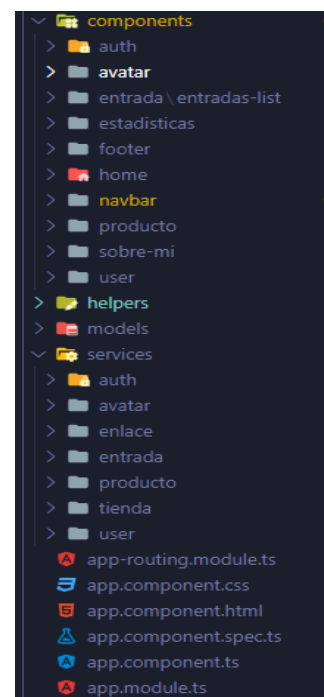 components
auth
avatar
entrada\entradas-list
estadisticas
footer
home
navbar
producto
sobre-mi
user
helpers
models
services
auth
avatar
enlace
entrada
producto
tienda
user
app-routing.module.ts
app.component.css
app.component.html
app.component.spec.ts
app.component.ts
app.module.ts